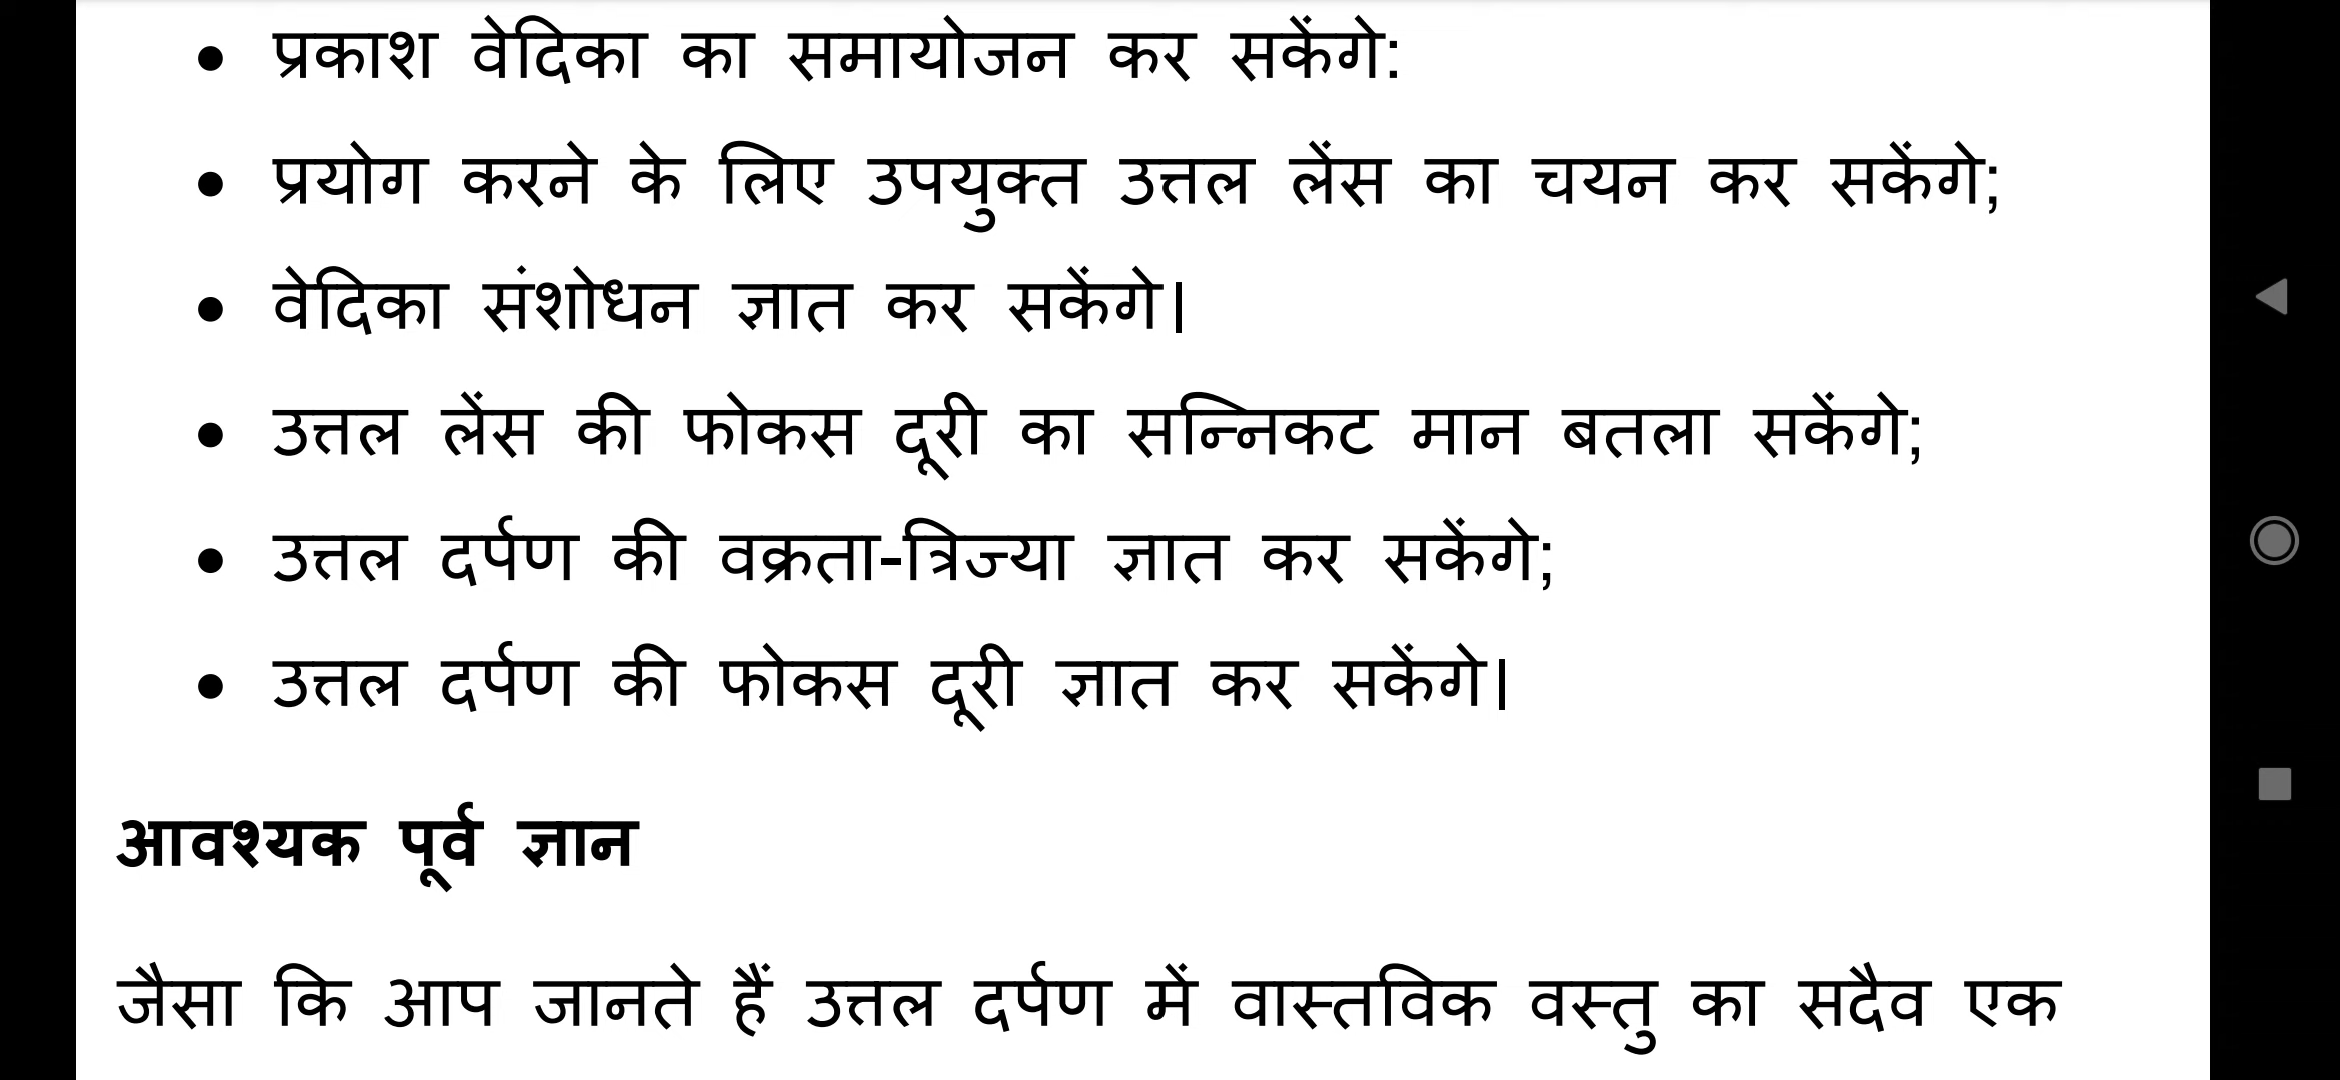 • प्रकाश वेदिका का समायोजन कर सकेंगे:
• प्रयोग करने के लिए उपयुक्त उत्तल लेंस का चयन कर सकेंगे;
• वेदिका संशोधन ज्ञात कर सकेंगे।
• उत्तल लेंस की फोकस दूरी का सन्निकट मान बतला सकेंगे;
• उत्तल दर्पण की वक्रता-त्रिज्या ज्ञात कर सकेंगे;
• उत्तल दर्पण की फोकस दूरी ज्ञात कर सकेंगे।
आवश्यक पूर्व ज्ञान
जैसा कि आप जानते हैं उत्तल दर्पण में वास्तविक वस्तु का सदैव एक